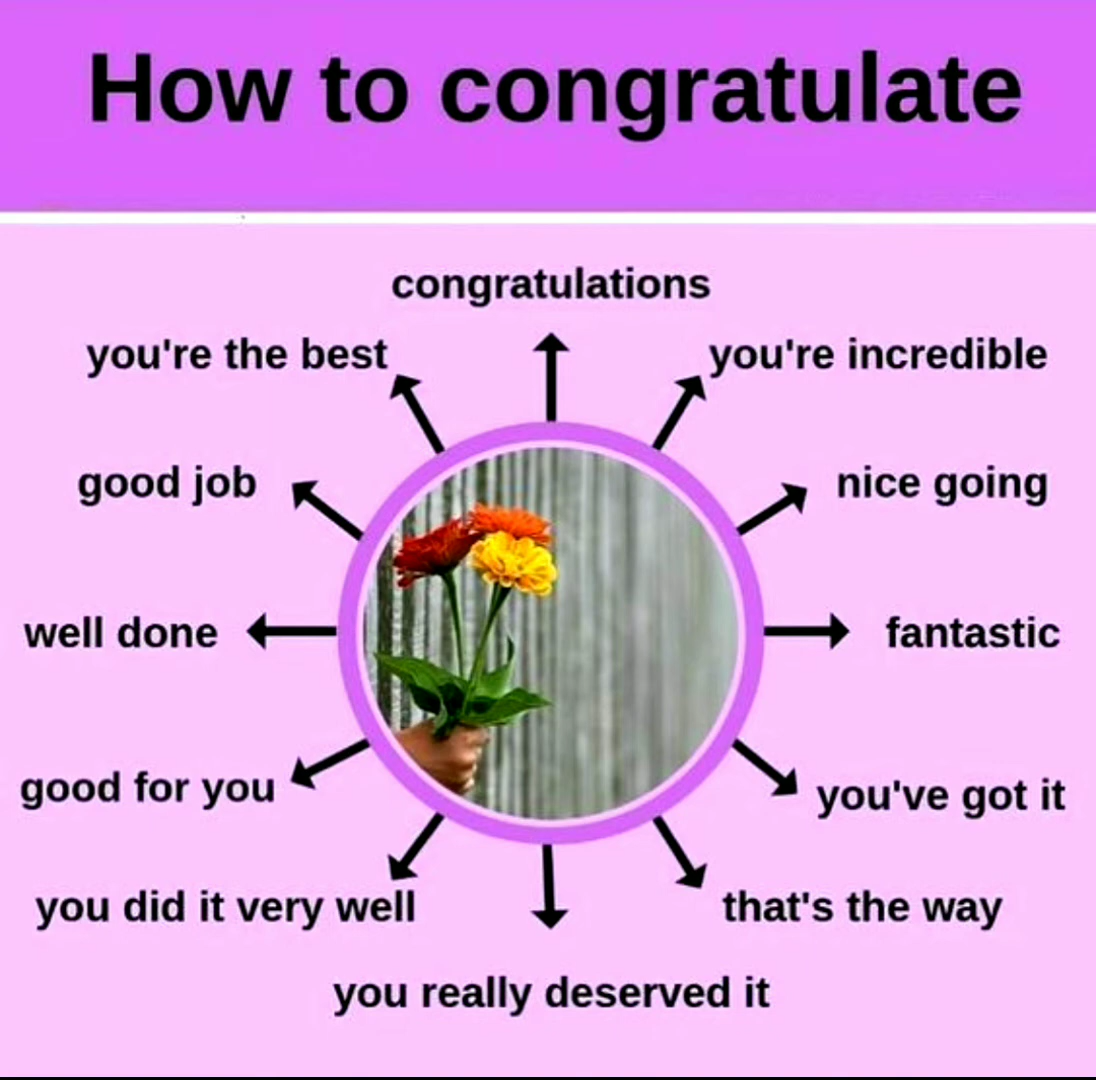 How to congratulate
congratulations
you're the best
you're incredible
good job
nice going
well done
fantastic
good for you
you've got it
you did it very well
that's the way
you really deserved it